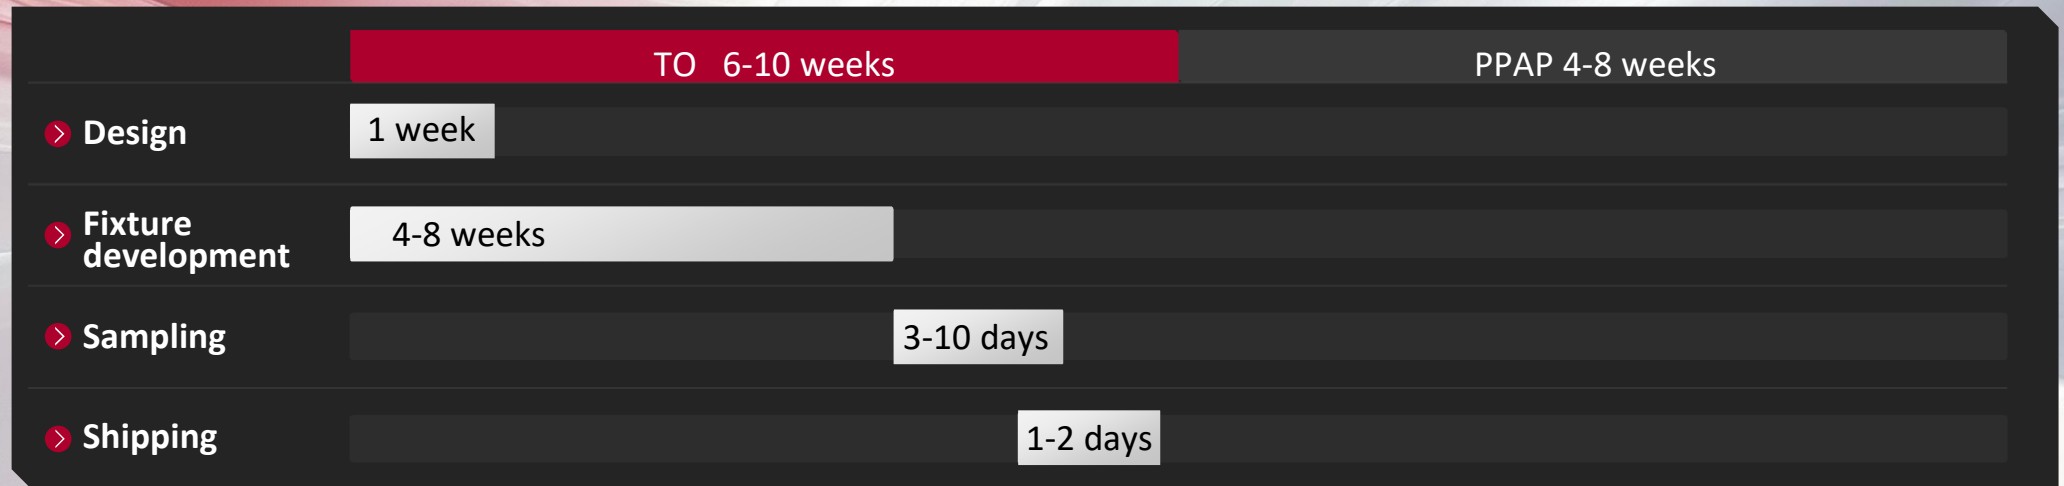 TO 6-10 weeks
PPAP 4-8 weeks
Design
1 week
Fixture
development
4-8 weeks
Sampling
3-10 days
Shipping
1-2 days